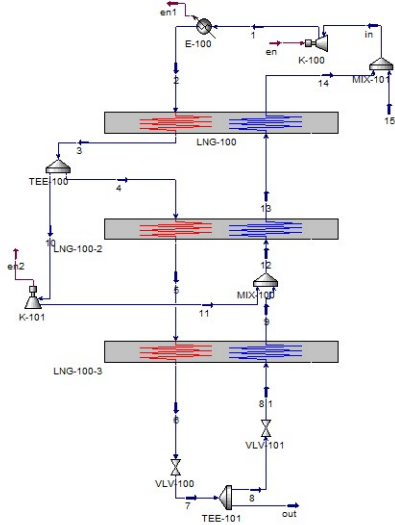 en1
1
in
E-100
en
K-100
2
14
MIX-101
15
3
LNG-100
TEE-100
4
13
10
LNG-100-2
en2
5
12
MIX-100
K-101
11
9
LNG-100-3
6
8 1
VLV-101
VLV-100
7
8
out
TEE-101